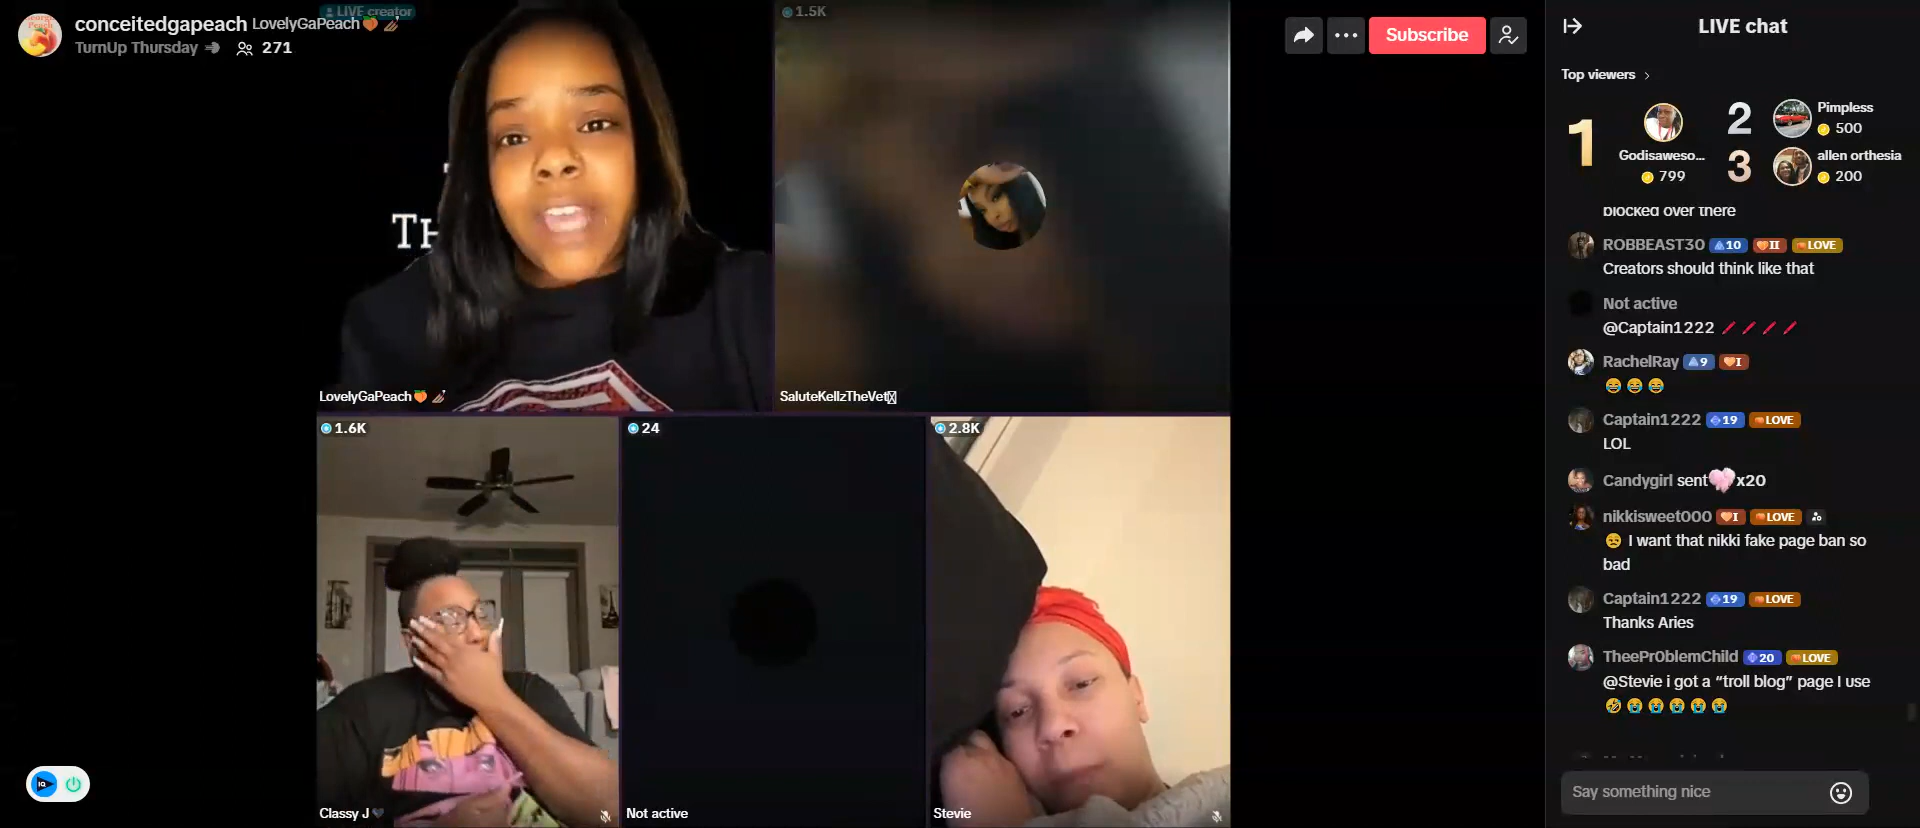 conceitedgapeach LovelyGaPeach🍑💅🏾
TurnUp Thursday 271
LIVE creator
1.5K
Subscribe
TH
LovelyGaPeach🍑💅🏾
SaluteKellzTheVet
1.6K
24
2.8K
Classy J🖤
Not active
Stevie
LIVE chat
Top viewers >
1
Godisaweso...
799
2
Pimpless
500
3
allen orthesia
200
blocked over there
ROBBEAST30 10 II LOVE
Creators should think like that
Not active
@Captain1222
RachelRay 9 I
😂😂😂
Captain1222 19 LOVE
LOL
Candygirl sent x20
nikkisweet000 I LOVE
😒 I want that nikki fake page ban so
bad
Captain1222 19 LOVE
Thanks Aries
TheePr0blemChild 20 LOVE
@Stevie i got a “troll blog” page I use
🤣😭😭😭😭😭
Say something nice